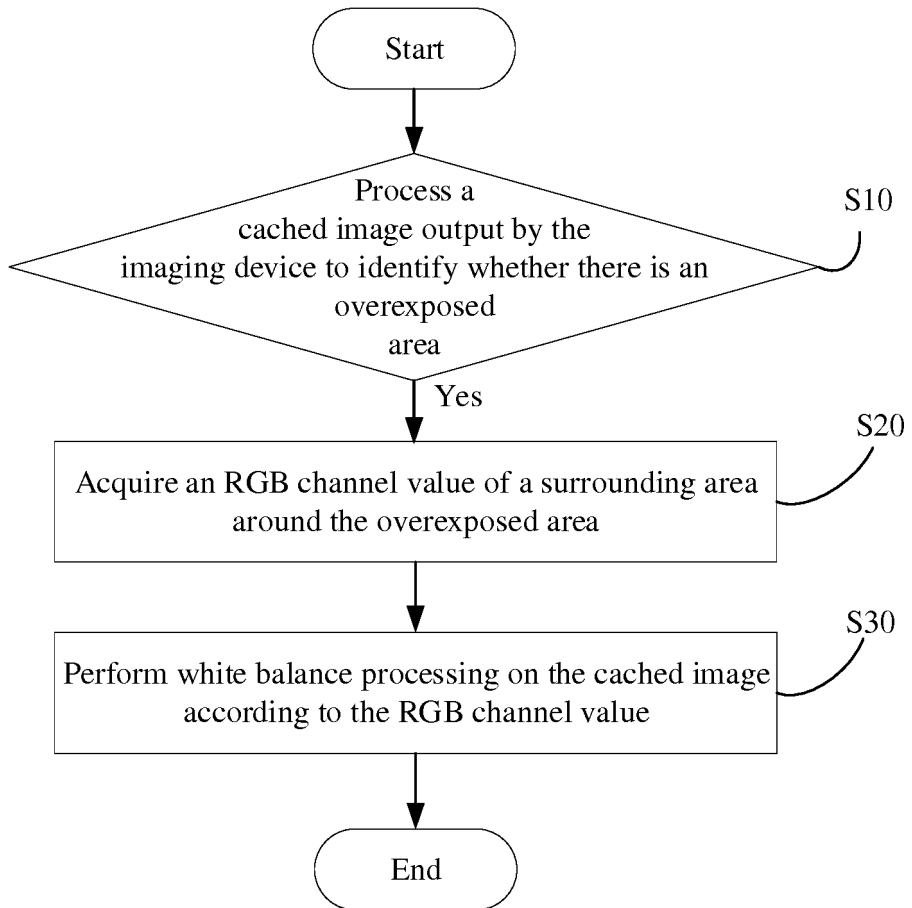 Start
Process a
cached image output by the
imaging device to identify whether there is an
overexposed
area
S10
Yes
S20
Acquire an RGB channel value of a surrounding area
around the overexposed area
S30
Perform white balance processing on the cached image
according to the RGB channel value
End